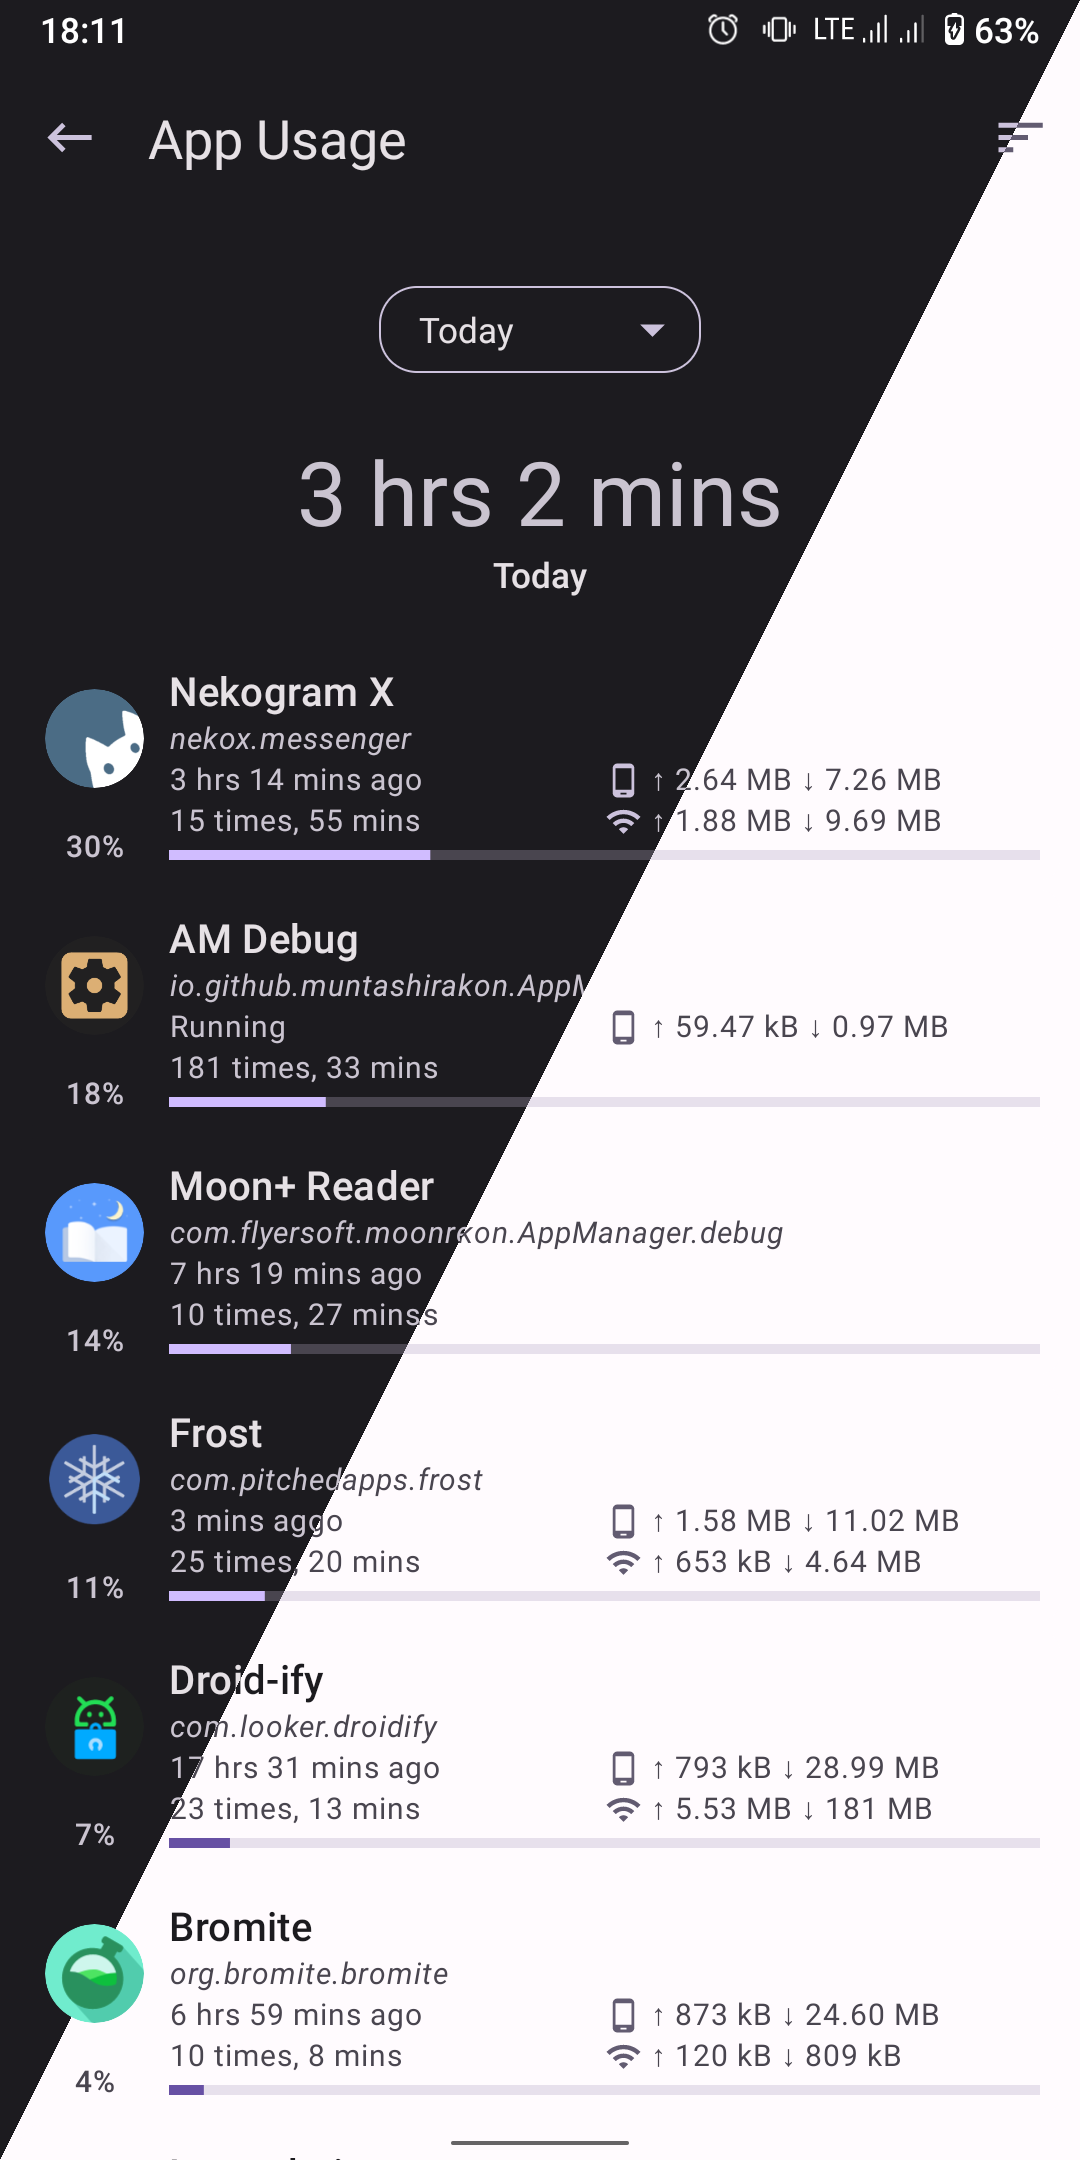 18:11 LTE 63%
App Usage
Today
3 hrs 2 mins
Today
Nekogram X
nekox.messenger
3 hrs 14 mins ago ↑ 2.64 MB ↓ 7.26 MB
15 times, 55 mins ↑ 1.88 MB ↓ 9.69 MB
30%
AM Debug
io.github.muntashirakon.App
Running ↑ 59.47 kB ↓ 0.97 MB
181 times, 33 mins
18%
Moon+ Reader
com.flyersoft.moonrkon.AppManager.debug
7 hrs 19 mins ago
10 times, 27 minss
14%
Frost
com.pitchedapps.frost
3 mins aggo ↑ 1.58 MB ↓ 11.02 MB
25 times, 20 mins ↑ 653 kB ↓ 4.64 MB
11%
Droid-ify
com.looker.droidify
17 hrs 31 mins ago ↑ 793 kB ↓ 28.99 MB
23 times, 13 mins ↑ 5.53 MB ↓ 181 MB
7%
Bromite
org.bromite.bromite
6 hrs 59 mins ago ↑ 873 kB ↓ 24.60 MB
10 times, 8 mins ↑ 120 kB ↓ 809 kB
4%